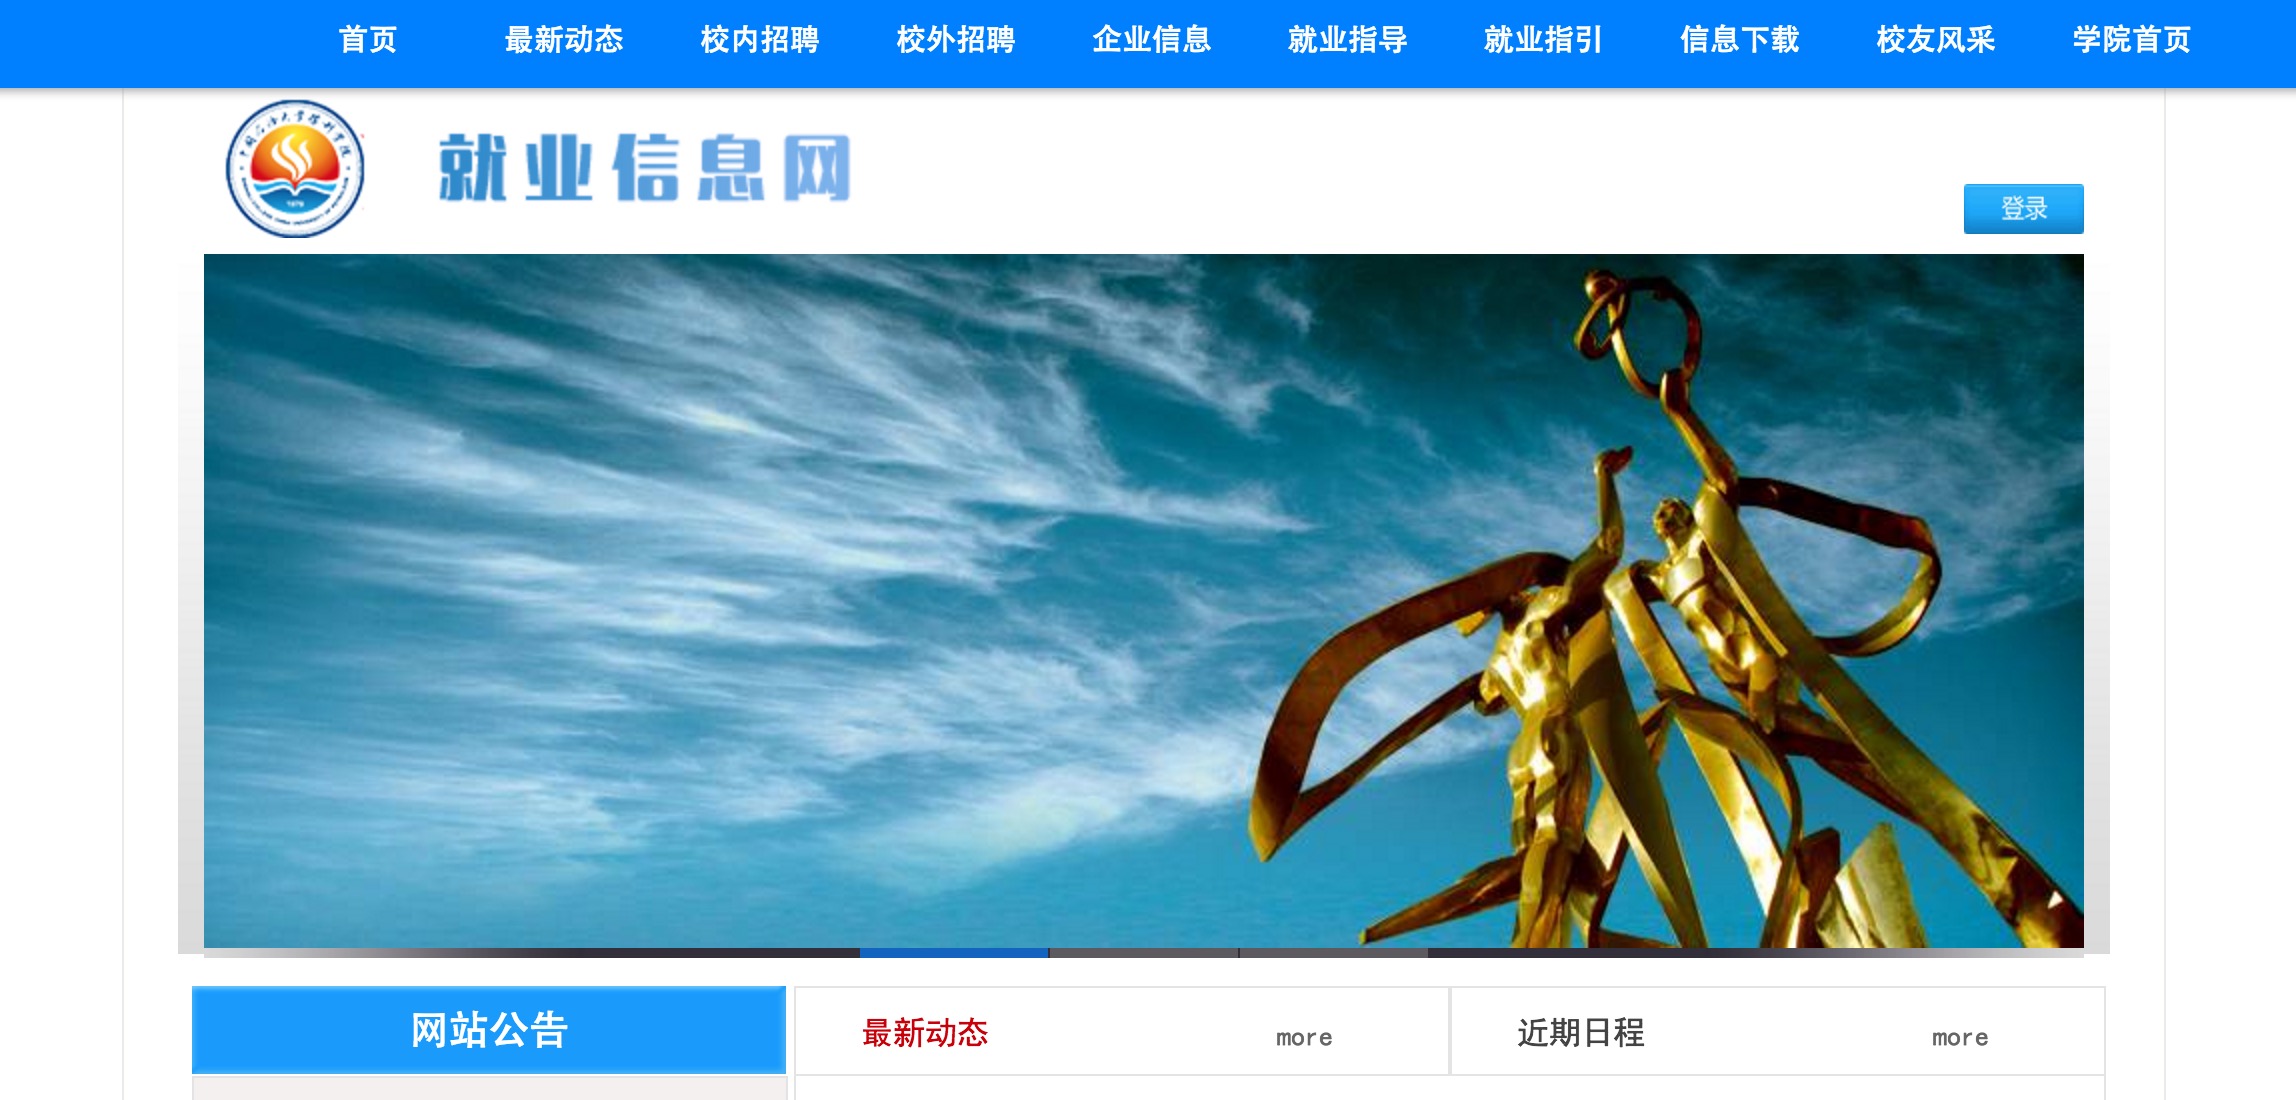 首页 最新动态 校内招聘 校外招聘 企业信息 就业指导 就业指引 信息下载 校友风采 学院首页
就业信息网
登录
网站公告 最新动态 more 近期日程 more